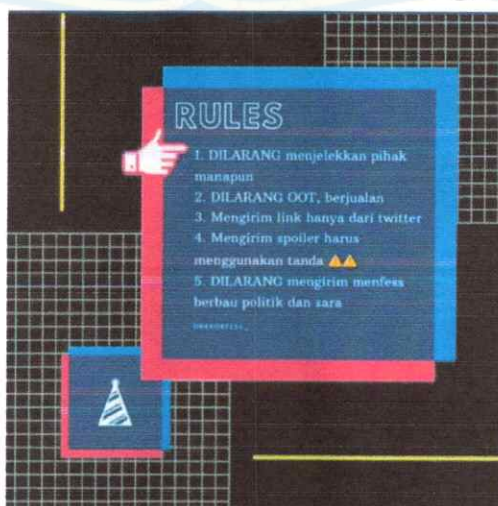 RULES
1. DILARANG menjelekkan pihak
manapun
2. DILARANG OOT, berjualan
3. Mengirim link hanya dari twitter
4. Mengirim spoiler harus
menggunakan tanda ⚠️⚠️
5. DILARANG mengirim menfess
berbau politik dan sara